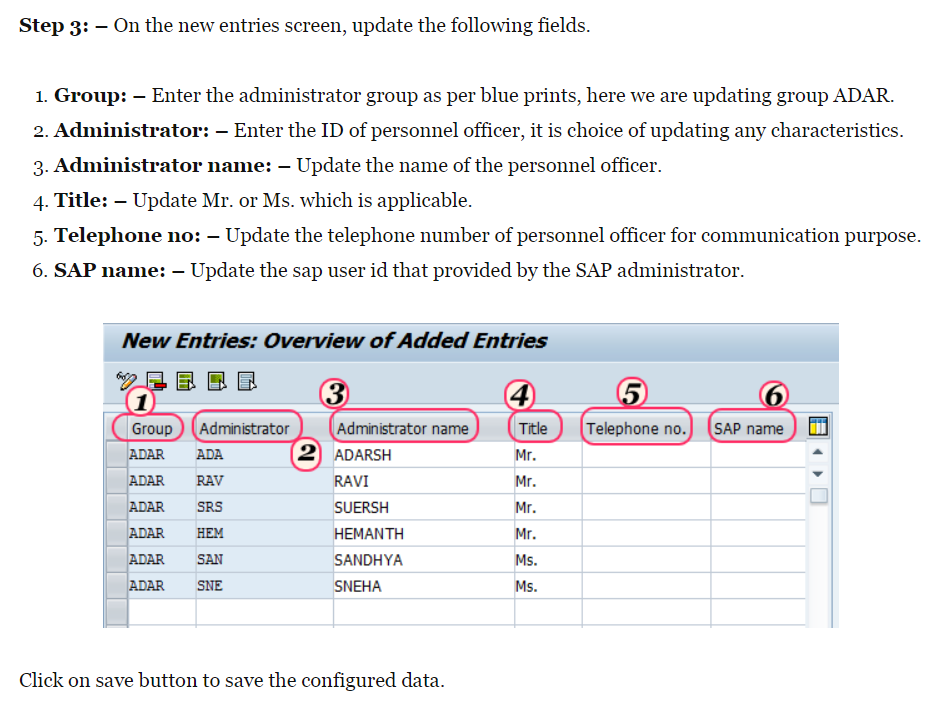 Step 3: – On the new entries screen, update the following fields.
1. Group: – Enter the administrator group as per blue prints, here we are updating group ADAR.
2. Administrator: – Enter the ID of personnel officer, it is choice of updating any characteristics.
3. Administrator name: – Update the name of the personnel officer.
4. Title: – Update Mr. or Ms. which is applicable.
5. Telephone no: – Update the telephone number of personnel officer for communication purpose.
6. SAP name: – Update the sap user id that provided by the SAP administrator.
New Entries: Overview of Added Entries
1 3 4 5 6
Group Administrator Administrator name Title Telephone no. SAP name
2
ADAR ADA ADARSH Mr.
ADAR RAV RAVI Mr.
ADAR SRS SUERSH Mr.
ADAR HEM HEMANTH Mr.
ADAR SAN SANDHYA Ms.
ADAR SNE SNEHA Ms.
Click on save button to save the configured data.